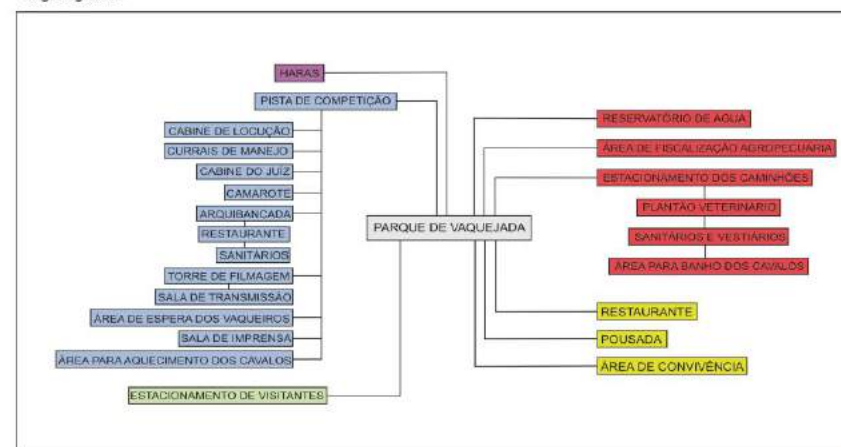 HARAS
PISTA DE COMPETIÇÃO
CABINE DE LOCUÇÃO
CURRAIS DE MANEJO
CABINE DO JUÍZ
CAMAROTE
ARQUIBANCADA
RESTAURANTE
SANITÁRIOS
TORRE DE FILMAGEM
SALA DE TRANSMISSÃO
ÁREA DE ESPERA DOS VAQUEIROS
SALA DE IMPRENSA
ÁREA PARA AQUECIMENTO DOS CAVALOS
ESTACIONAMENTO DE VISITANTES
PARQUE DE VAQUEJADA
RESERVATÓRIO DE AGUA
ÁREA DE FISCALIZAÇÃO AGROPECUÁRIA
ESTACIONAMENTO DOS CAMINHÕES
PLANTÃO VETERINÁRIO
SANITÁRIOS E VESTIÁRIOS
ÁREA PARA BANHO DOS CAVALOS
RESTAURANTE
POUSADA
ÁREA DE CONVIVÊNCIA